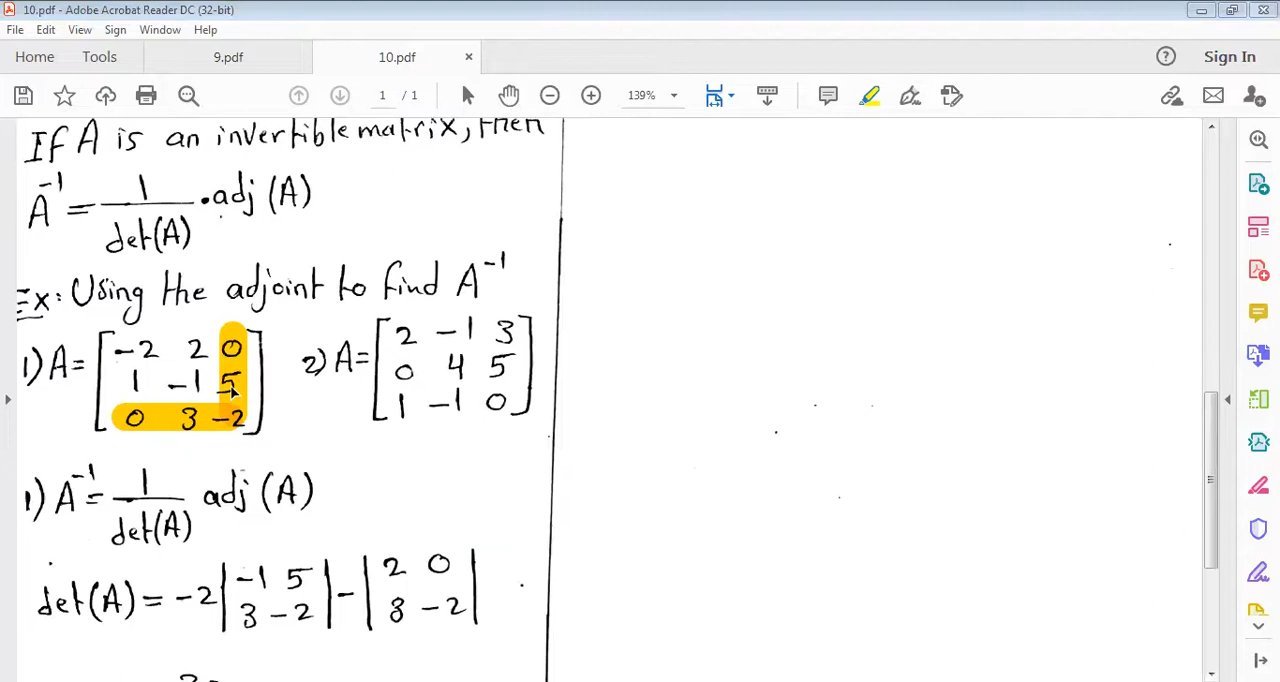 10.pdf - Adobe Acrobat Reader DC (32-bit)
File Edit View Sign Window Help
Home Tools 9.pdf 10.pdf × ? Sign In
1 / 1 139%
If A is an invertible matrix, then
A⁻¹ = 1/det(A) · adj (A)
Ex: Using the adjoint to find A⁻¹
1) A = [-2 2 0 2) A = [2 -1 3
1 -1 5 0 4 5
0 3 -2] 1 -1 0]
1) A⁻¹ = 1/det(A) adj (A)
det(A) = -2 |-1 5 | - |2 0|
3 -2 3 -2